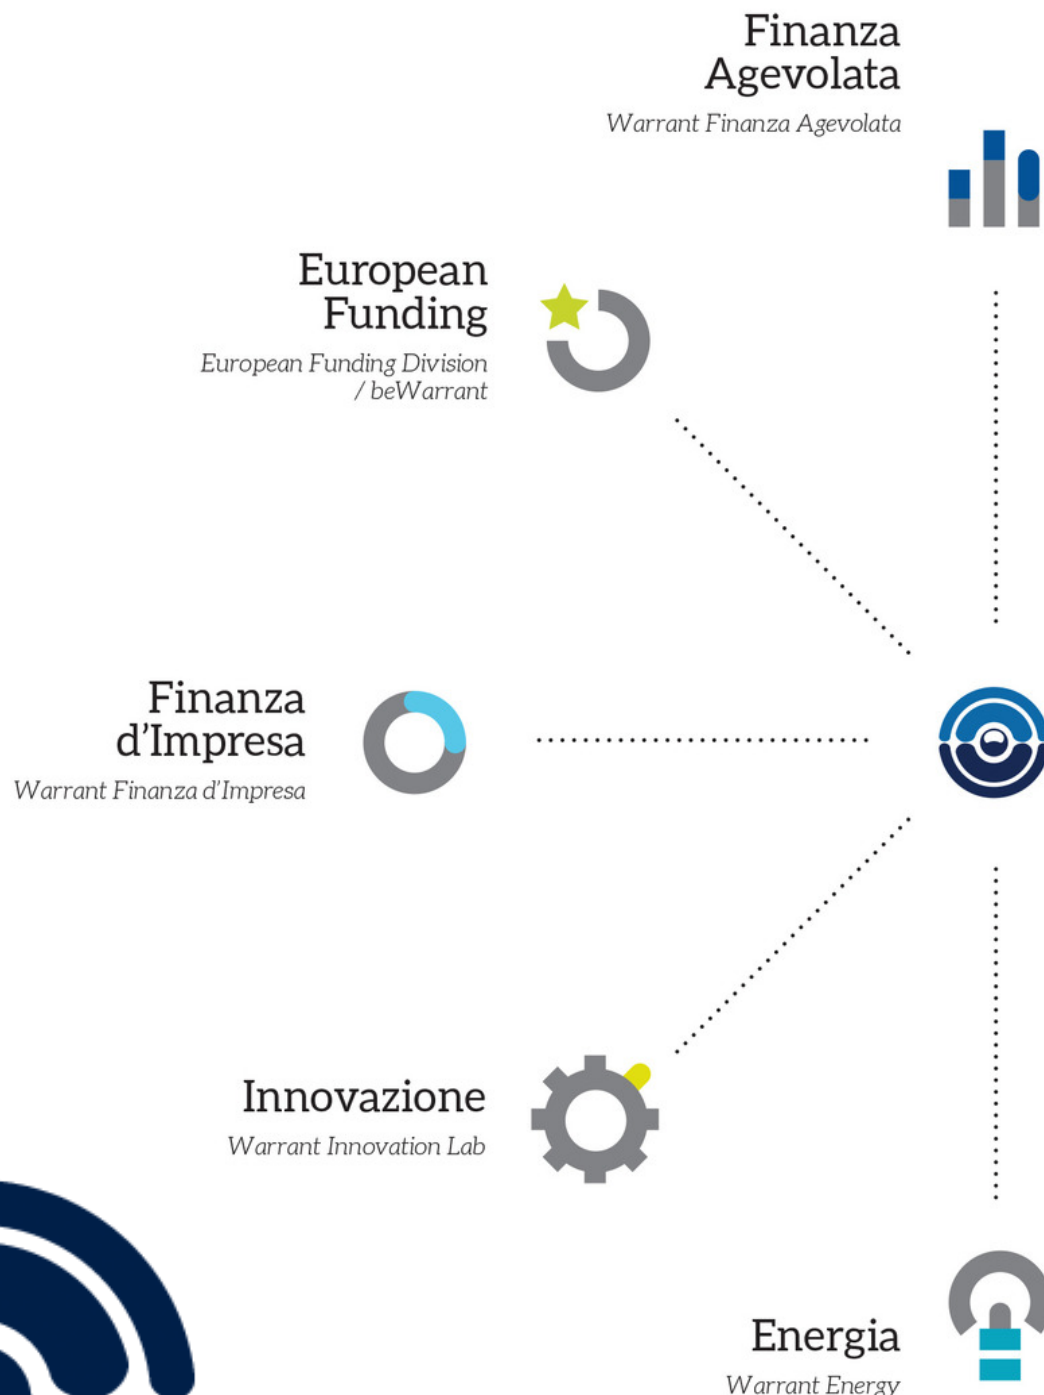 Finanza
Agevolata
Warrant Finanza Agevolata
European
Funding
European Funding Division
/ beWarrant
Finanza
d'Impresa
Warrant Finanza d'Impresa
Innovazione
Warrant Innovation Lab
Energia
Warrant Energy